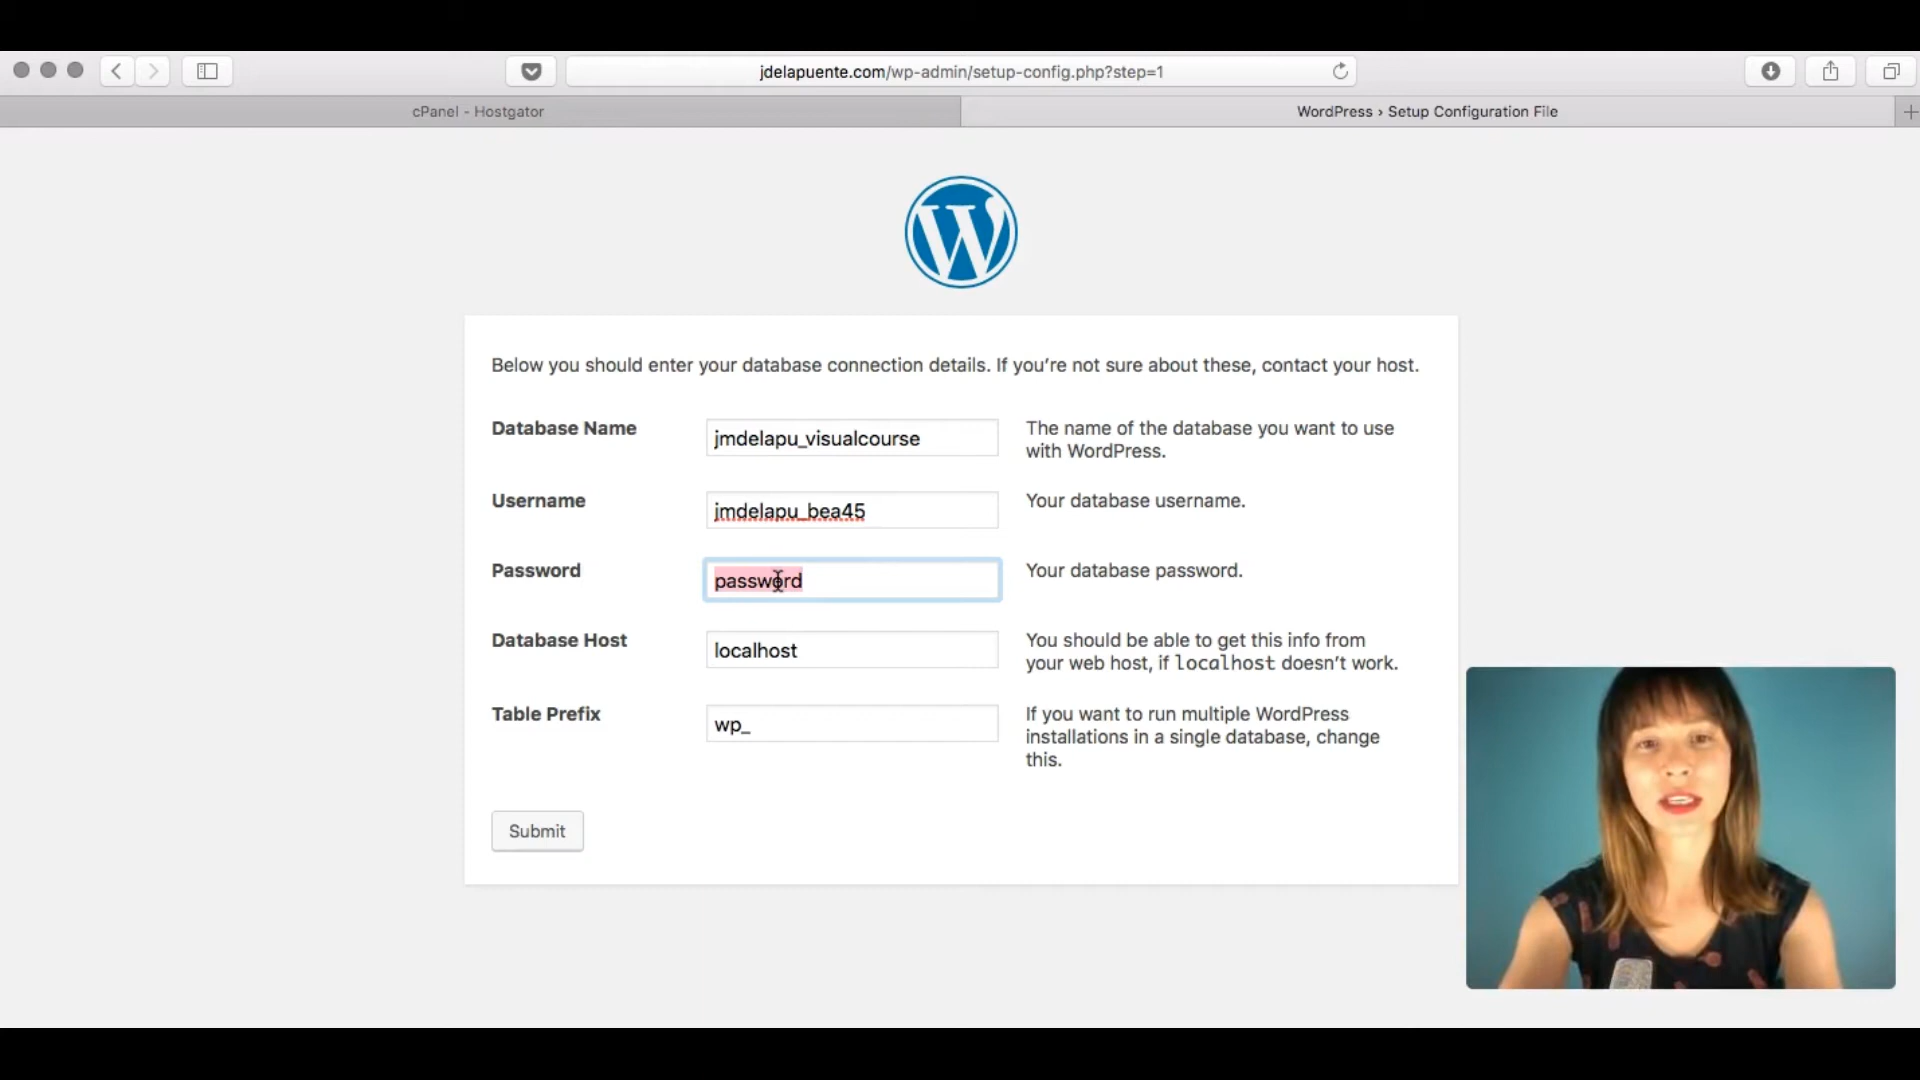 jdelapuente.com/wp-admin/setup-config.php?step=1
cPanel - Hostgator
WordPress › Setup Configuration File
Below you should enter your database connection details. If you’re not sure about these, contact your host.
Database Name
jmdelapu_visualcourse
The name of the database you want to use
with WordPress.
Username
jmdelapu_bea45
Your database username.
Password
password
Your database password.
Database Host
localhost
You should be able to get this info from
your web host, if localhost doesn’t work.
Table Prefix
wp_
If you want to run multiple WordPress
installations in a single database, change
this.
Submit